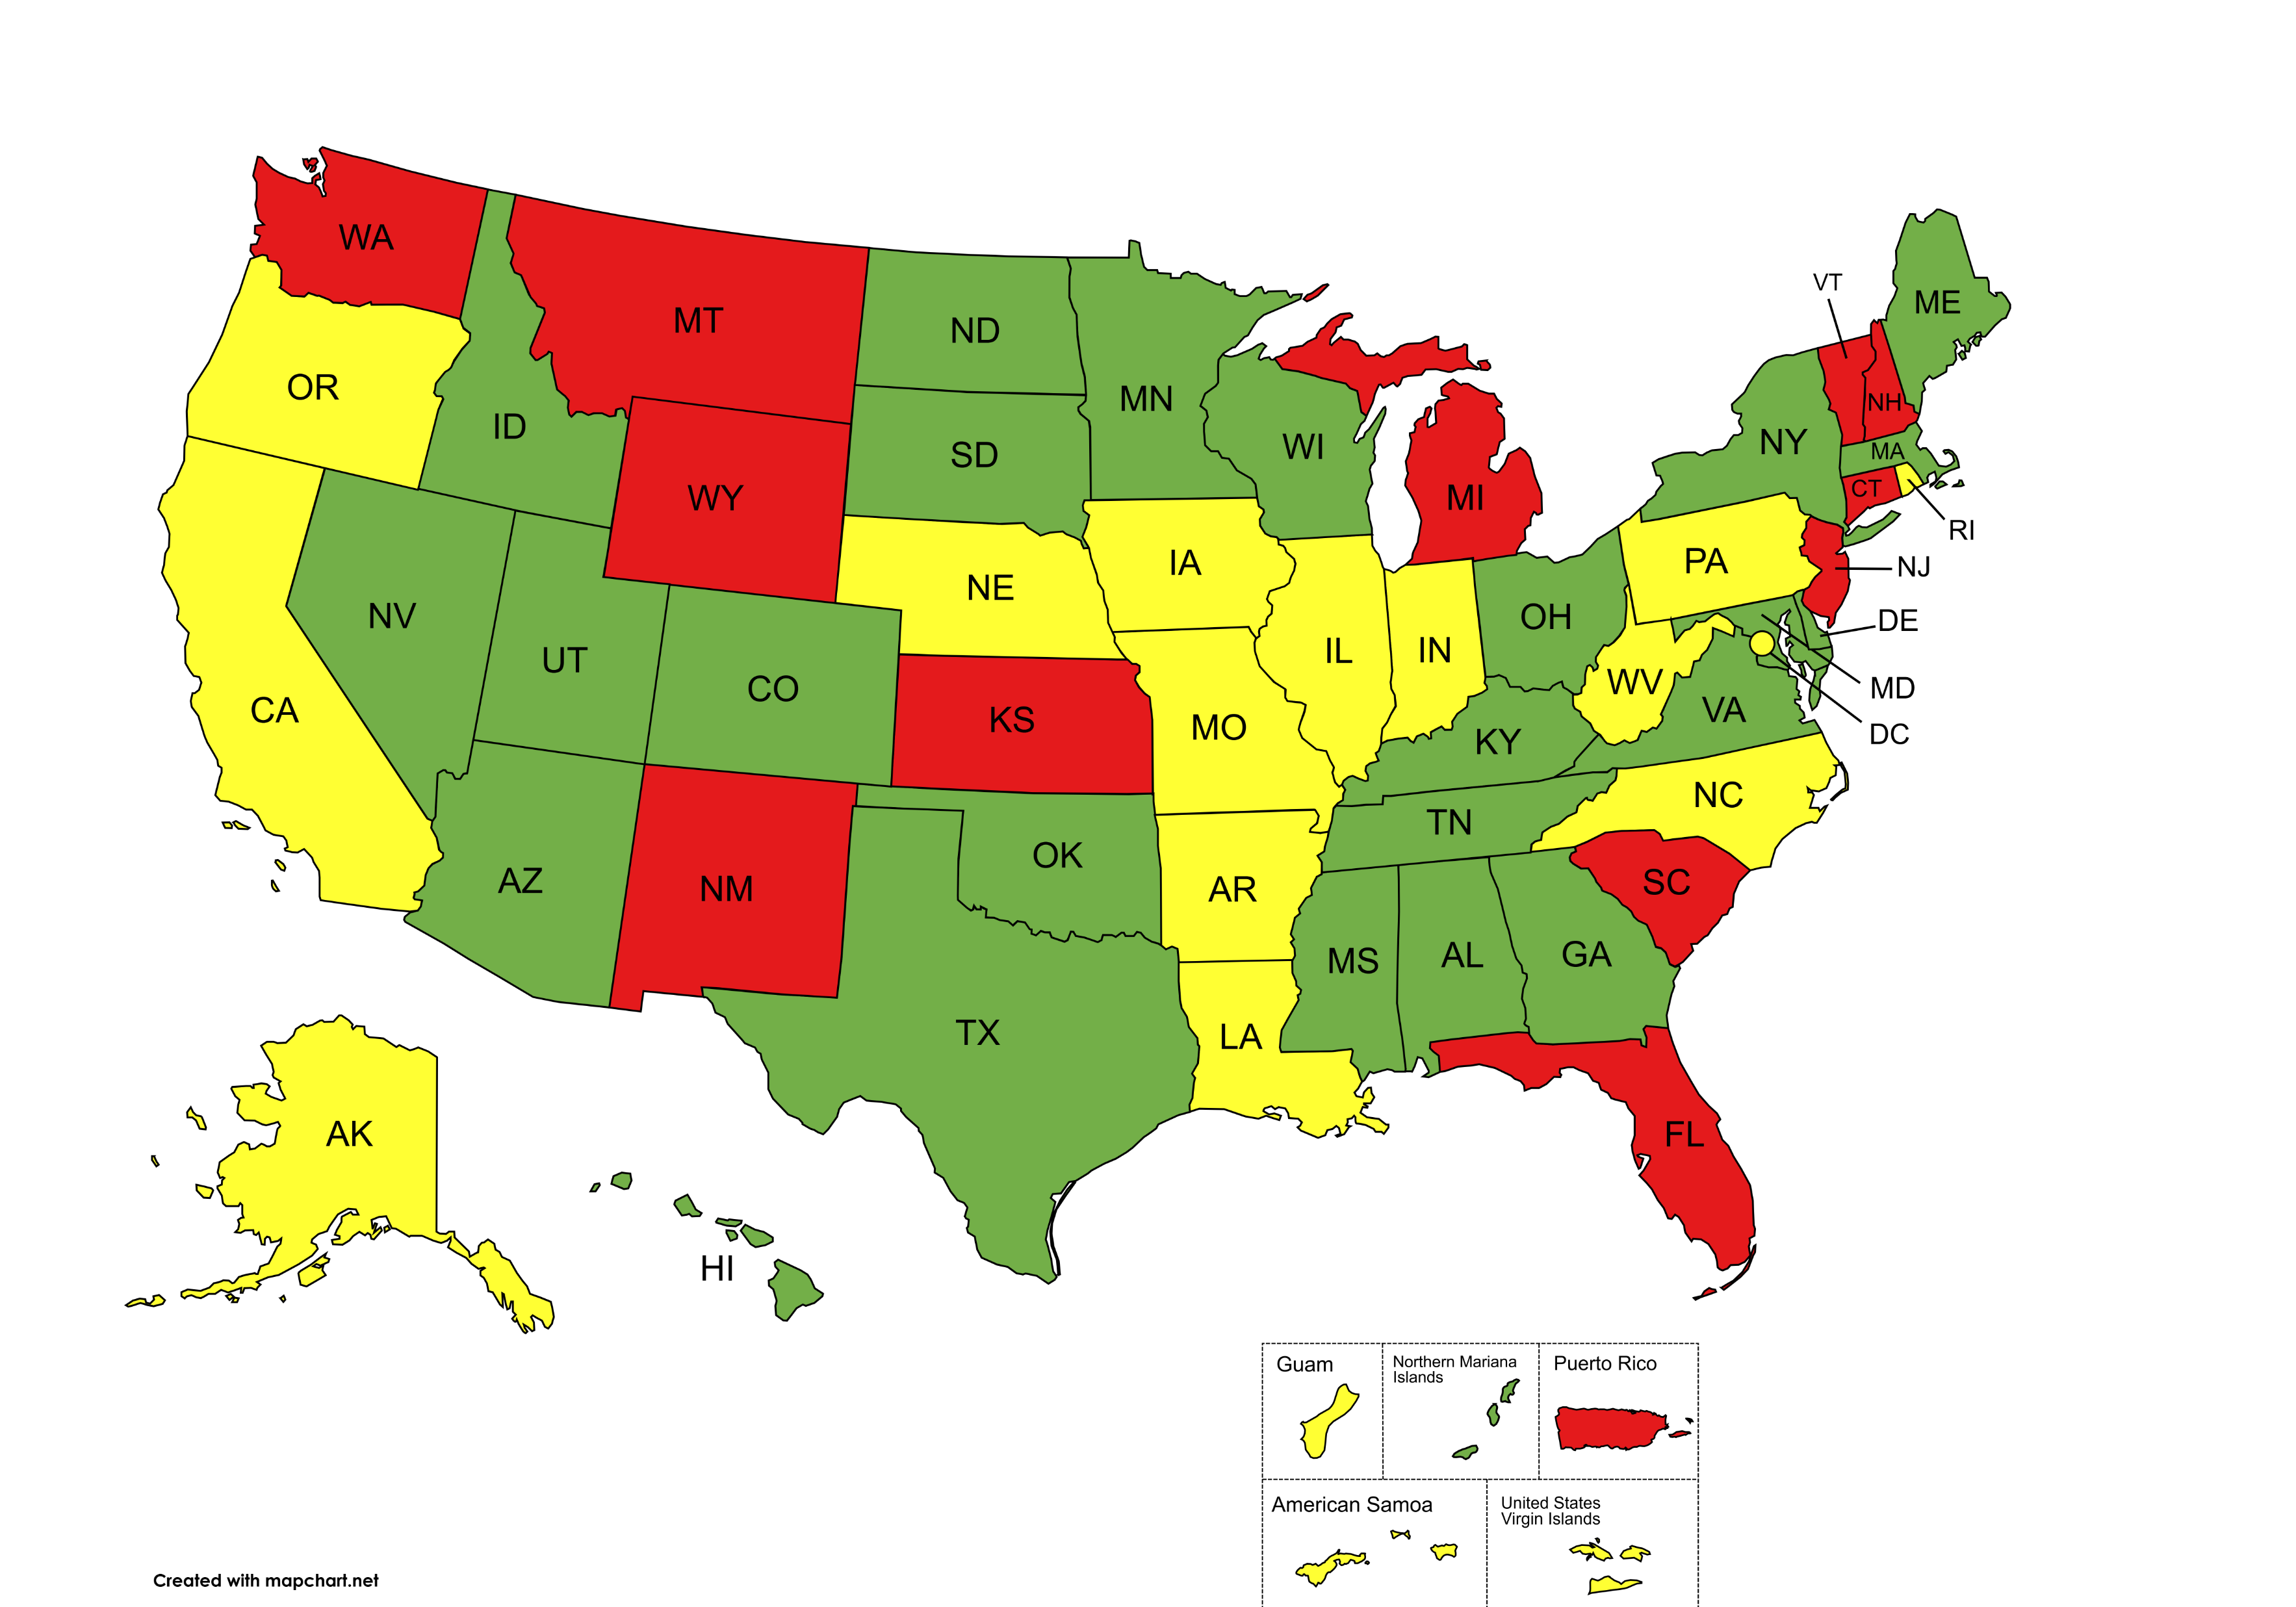 WA
MT
ND
MN
VT
ME
OR
ID
SD
WI
NH
NY
MA
WY
MI
CT
RI
NE
IA
PA
NJ
NV
OH
DE
UT
IL
IN
CO
WV
MD
CA
KS
MO
VA
DC
KY
NC
TN
OK
AZ
NM
AR
SC
MS
AL
GA
TX
LA
AK
FL
HI
Guam
Northern Mariana
Islands
Puerto Rico
American Samoa
United States
Virgin Islands
Created with mapchart.net